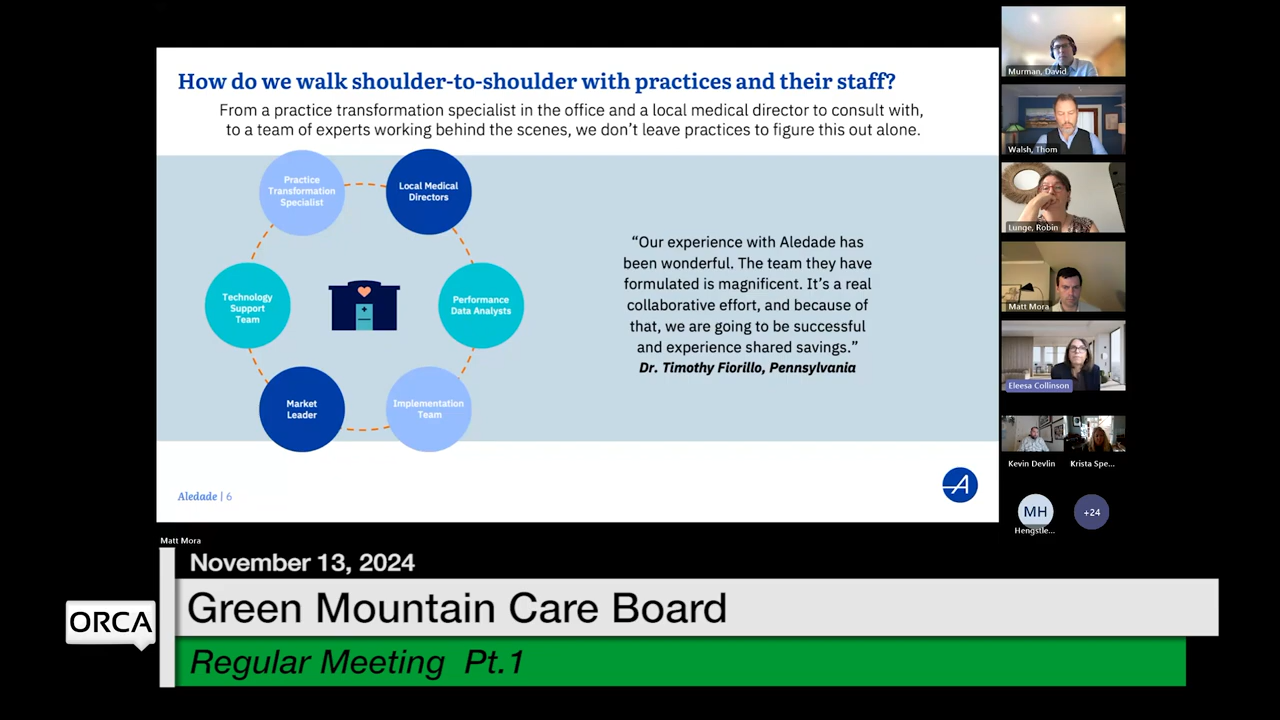 How do we walk shoulder-to-shoulder with practices and their staff?
From a practice transformation specialist in the office and a local medical director to consult with,
to a team of experts working behind the scenes, we don't leave practices to figure this out alone.
Practice
Transformation
Specialist
Local Medical
Directors
Technology
Support
Team
Performance
Data Analysts
Market
Leader
Implementation
Team
“Our experience with Aledade has
been wonderful. The team they have
formulated is magnificent. It’s a real
collaborative effort, and because of
that, we are going to be successful
and experience shared savings.”
Dr. Timothy Fiorillo, Pennsylvania
Aledade | 6
A
Murman, David
Walsh, Thom
Lunge, Robin
Matt Mora
Eleesa Collinson
Kevin Devlin
Krista Spe...
MH
Hengstle...
+24
Matt Mora
November 13, 2024
ORCA
Green Mountain Care Board
Regular Meeting Pt.1